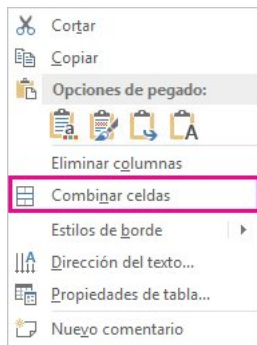 Cortar
Copiar
Opciones de pegado:
Eliminar columnas
Combinar celdas
Estilos de borde
Dirección del texto...
Propiedades de tabla...
Nuevo comentario